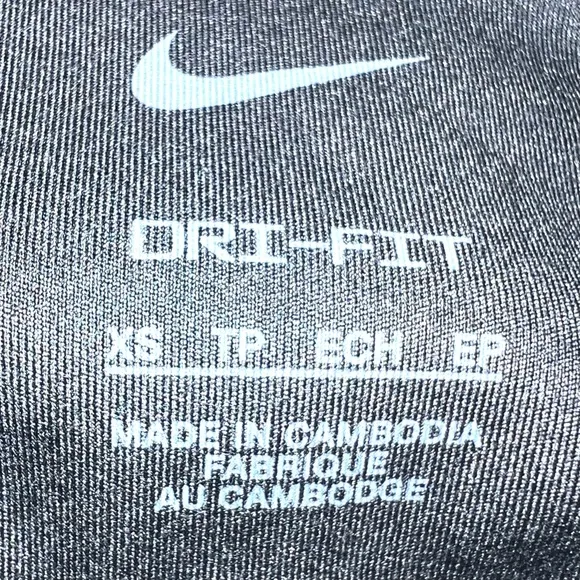 DRI-FIT
XS TP ECH EP
MADE IN CAMBODIA
FABRIQUE
AU CAMBODGE